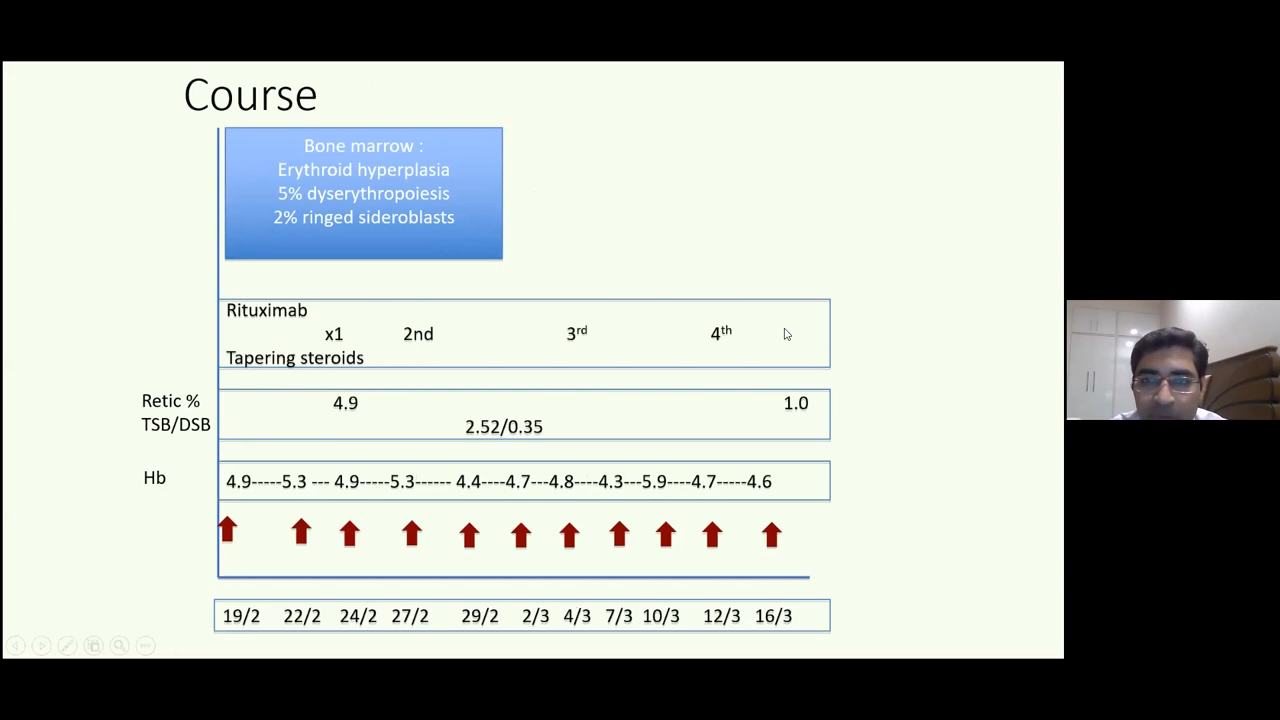 Course
Bone marrow :
Erythroid hyperplasia
5% dyserythropoiesis
2% ringed sideroblasts
Rituximab
x1 2nd 3rd 4th
Tapering steroids
Retic % 4.9 1.0
TSB/DSB 2.52/0.35
Hb 4.9-----5.3 --- 4.9-----5.3------ 4.4----4.7---4.8----4.3---5.9----4.7-----4.6
19/2 22/2 24/2 27/2 29/2 2/3 4/3 7/3 10/3 12/3 16/3